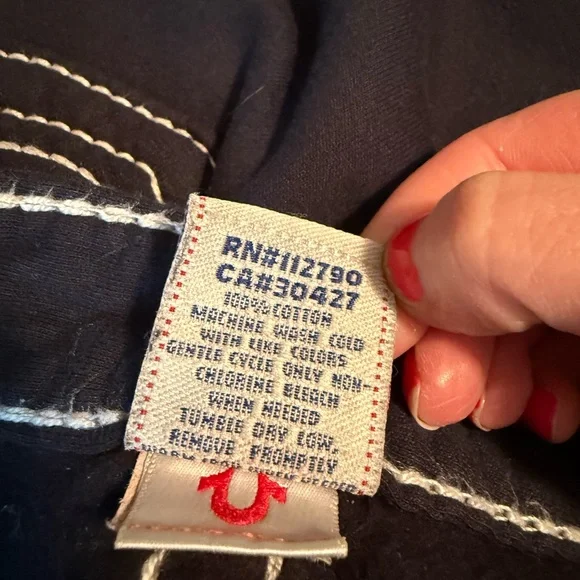 RN#112790
CA#30427
100% COTTON
MACHINE WASH COLD
WITH LIKE COLORS
GENTLE CYCLE ONLY NON-
CHLORINE BLEACH
WHEN NEEDED
TUMBLE DRY LOW,
REMOVE PROMPTLY